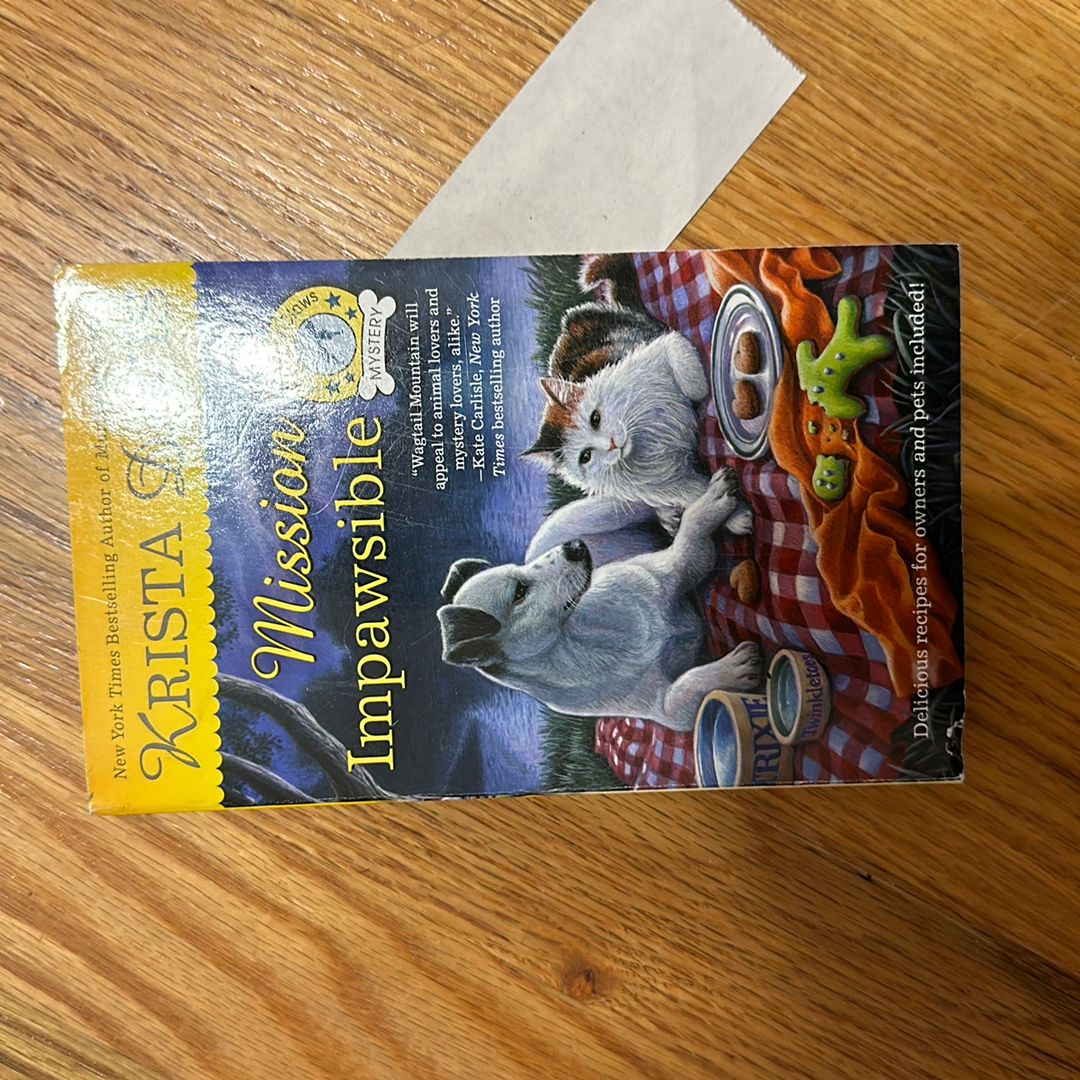 New York Times Bestselling Author of
KRISTA
Mission
Impawsible
PAWS
MYSTERY
"Wagtail Mountain will
appeal to animal lovers and
mystery lovers, alike."
—Kate Carlisle, New York
Times bestselling author
TRIXIE
Twinkletoes
Delicious recipes for owners and pets included!